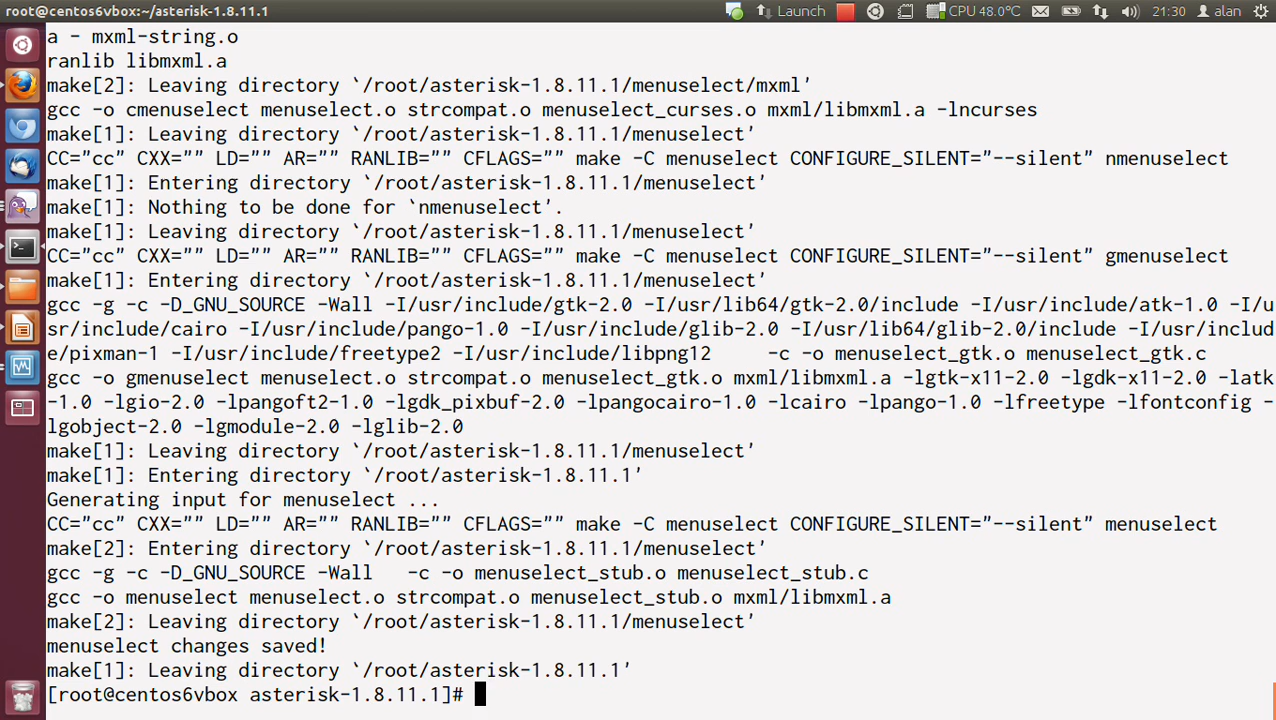 root@centos6vbox:~/asterisk-1.8.11.1
Launch
CPU 48.0°C
21:30
alan
a - mxml-string.o
ranlib libmxml.a
make[2]: Leaving directory `/root/asterisk-1.8.11.1/menuselect/mxml'
gcc -o cmenuselect menuselect.o strcompat.o menuselect_curses.o mxml/libmxml.a -lncurses
make[1]: Leaving directory `/root/asterisk-1.8.11.1/menuselect'
CC="cc" CXX="" LD="" AR="" RANLIB="" CFLAGS="" make -C menuselect CONFIGURE_SILENT="--silent" nmenuselect
make[1]: Entering directory `/root/asterisk-1.8.11.1/menuselect'
make[1]: Nothing to be done for `nmenuselect'.
make[1]: Leaving directory `/root/asterisk-1.8.11.1/menuselect'
CC="cc" CXX="" LD="" AR="" RANLIB="" CFLAGS="" make -C menuselect CONFIGURE_SILENT="--silent" gmenuselect
make[1]: Entering directory `/root/asterisk-1.8.11.1/menuselect'
gcc -g -c -D_GNU_SOURCE -Wall -I/usr/include/gtk-2.0 -I/usr/lib64/gtk-2.0/include -I/usr/include/atk-1.0 -I/u
sr/include/cairo -I/usr/include/pango-1.0 -I/usr/include/glib-2.0 -I/usr/lib64/glib-2.0/include -I/usr/includ
e/pixman-1 -I/usr/include/freetype2 -I/usr/include/libpng12     -c -o menuselect_gtk.o menuselect_gtk.c
gcc -o gmenuselect menuselect.o strcompat.o menuselect_gtk.o mxml/libmxml.a -lgtk-x11-2.0 -lgdk-x11-2.0 -latk
-1.0 -lgio-2.0 -lpangoft2-1.0 -lgdk_pixbuf-2.0 -lpangocairo-1.0 -lcairo -lpango-1.0 -lfreetype -lfontconfig -
lgobject-2.0 -lgmodule-2.0 -lglib-2.0
make[1]: Leaving directory `/root/asterisk-1.8.11.1/menuselect'
make[1]: Entering directory `/root/asterisk-1.8.11.1'
Generating input for menuselect ...
CC="cc" CXX="" LD="" AR="" RANLIB="" CFLAGS="" make -C menuselect CONFIGURE_SILENT="--silent" menuselect
make[2]: Entering directory `/root/asterisk-1.8.11.1/menuselect'
gcc -g -c -D_GNU_SOURCE -Wall   -c -o menuselect_stub.o menuselect_stub.c
gcc -o menuselect menuselect.o strcompat.o menuselect_stub.o mxml/libmxml.a
make[2]: Leaving directory `/root/asterisk-1.8.11.1/menuselect'
menuselect changes saved!
make[1]: Leaving directory `/root/asterisk-1.8.11.1'
[root@centos6vbox asterisk-1.8.11.1]#